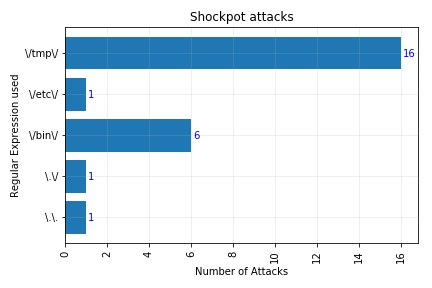 Shockpot attacks
Regular Expression used
\/tmp\/
16
\/etc\/
1
\/bin\/
6
\.\/
1
\.\.
1
0 2 4 6 8 10 12 14 16
Number of Attacks